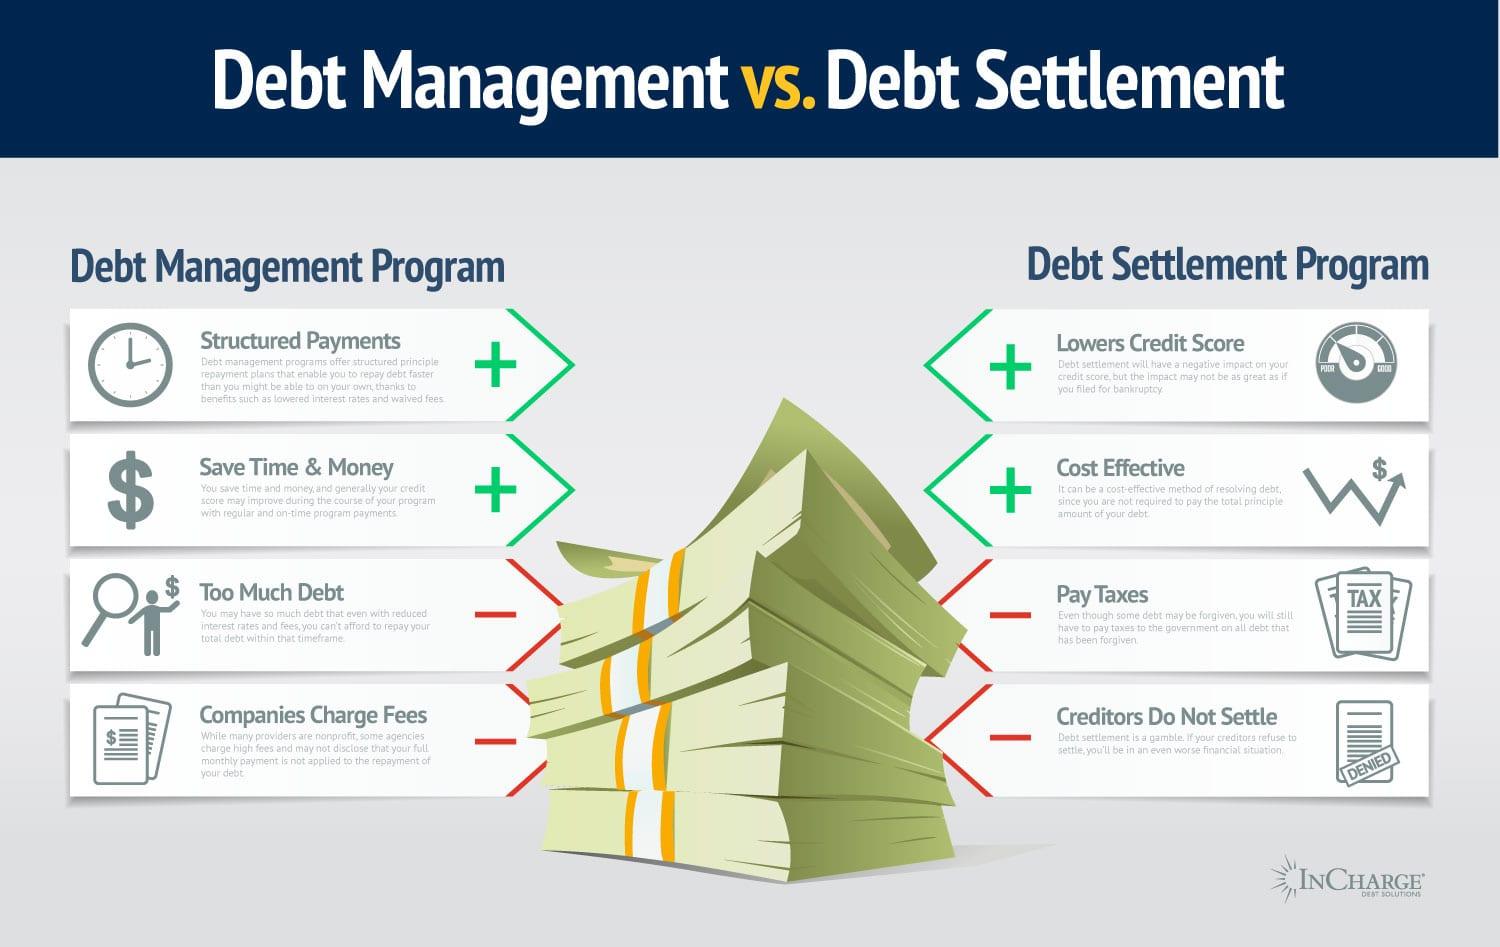 Debt Management vs. Debt Settlement
Debt Management Program
Structured Payments
Debt management programs offer structured principle
repayment plans that enable you to repay debt faster
than you might be able to on your own, thanks to
benefits such as lowered interest rates and waived fees.
Save Time & Money
You save time and money, and generally your credit
score may improve during the course of your program
with regular and on-time program payments.
$
Too Much Debt
You may have so much debt that even with reduced
interest rates and fees, you can't afford to repay your
total debt within that timeframe.
$
Companies Charge Fees
While many providers are nonprofit, some agencies
charge high fees and may not disclose that your full
monthly payment is not applied to the repayment of
your debt.
$
Debt Settlement Program
Lowers Credit Score
Debt settlement will have a negative impact on your
credit score, but the impact may not be as great as if
you filed for bankruptcy.
POOR GOOD
Cost Effective
It can be a cost-effective method of resolving debt,
since you are not required to pay the total principle
amount of your debt.
$
Pay Taxes
Even though some debt may be forgiven, you will still
have to pay taxes to the government on all debt that
has been forgiven.
TAX
Creditors Do Not Settle
Debt settlement is a gamble. If your creditors refuse to
settle, you'll be in an even worse financial situation.
DENIED
INCHARGE®
DEBT SOLUTIONS